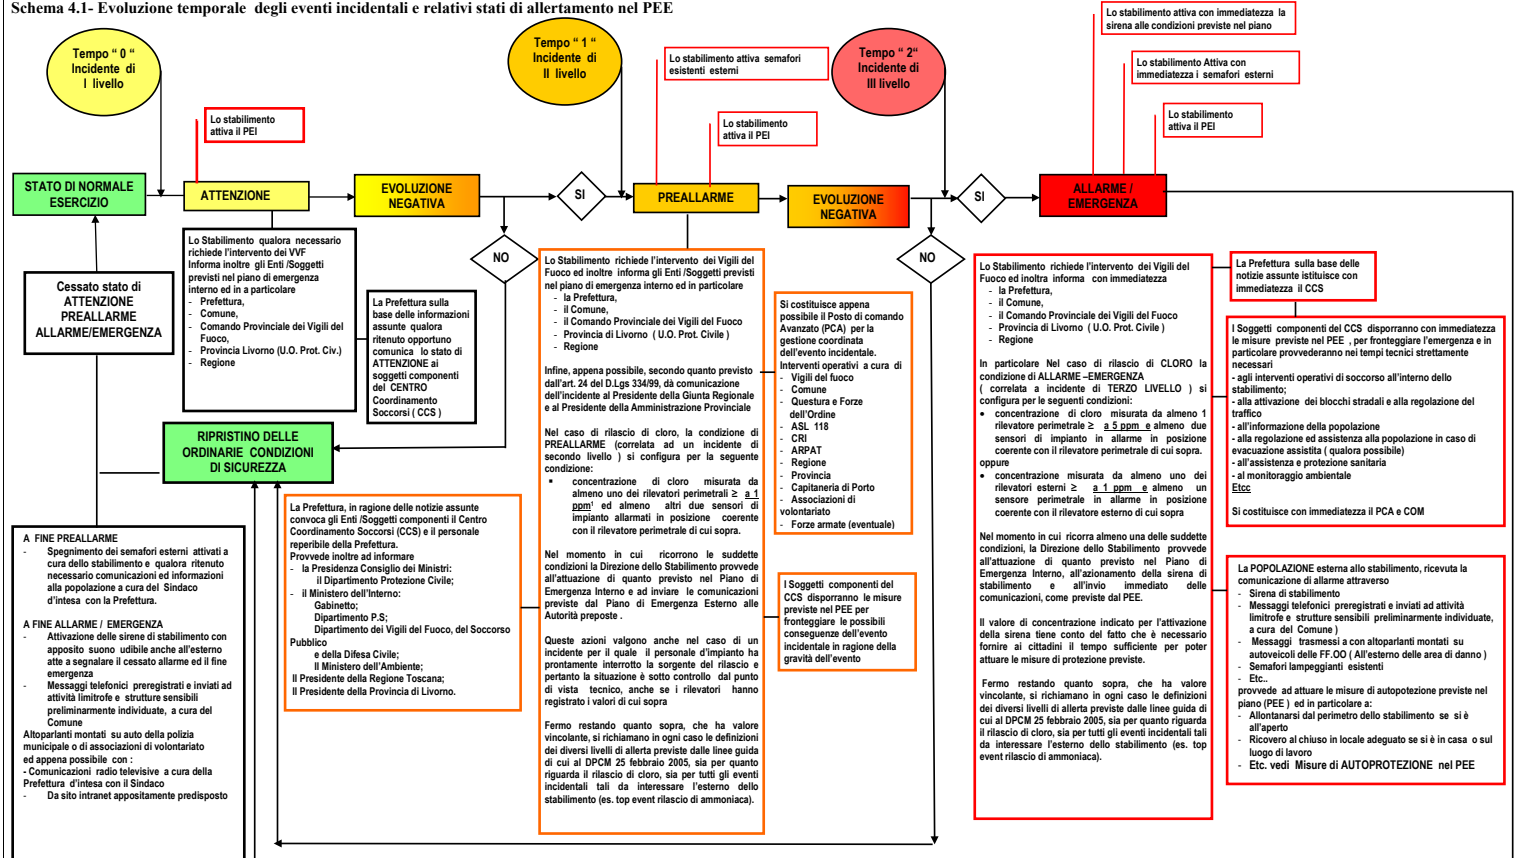 Schema 4.1- Evoluzione temporale  degli eventi incidentali e relativi stati di allertamento nel PEE
Tempo “ 0 “
Incidente  di
I  livello
Tempo “ 1 “
Incidente  di
II  livello
Lo stabilimento attiva semafori
esistenti esterni
Tempo “ 2“
Incidente di
III livello
Lo stabilimento attiva con immediatezza  la
sirena alle condizioni previste nel piano
Lo stabilimento Attiva con
immediatezza i  semafori  esterni
Lo stabilimento
attiva il PEI
Lo stabilimento
attiva il PEI
Lo stabilimento
attiva il PEI
STATO DI NORMALE
ESERCIZIO
ATTENZIONE
EVOLUZIONE
NEGATIVA
SI
PREALLARME
EVOLUZIONE
NEGATIVA
SI
ALLARME /
EMERGENZA
NO
NO
Cessato stato di
ATTENZIONE
PREALLARME
ALLARME/EMERGENZA
Lo Stabilimento  qualora  necessario
richiede l’intervento dei VVF
Informa inoltre  gli Enti /Soggetti
previsti nel piano di emergenza
interno ed in a particolare
- Prefettura,
- Comune,
- Comando Provinciale dei Vigili del
Fuoco,
- Provincia Livorno (U.O. Prot. Civ.)
- Regione
La Prefettura sulla
base delle informazioni
assunte  qualora
ritenuto opportuno
comunica  lo stato di
ATTENZIONE ai
soggetti componenti
del  CENTRO
Coordinamento
Soccorsi ( CCS )
RIPRISTINO DELLE
ORDINARIE  CONDIZIONI
DI SICUREZZA
A  FINE PREALLARME
- Spegnimento dei semafori esterni  attivati a
cura dello stabilimento e  qualora  ritenuto
necessario comunicazioni ed informazioni
alla popolazione a cura del  Sindaco
d’intesa  con la Prefettura.
A FINE ALLARME /  EMERGENZA
- Attivazione delle sirene di stabilimento con
apposito  suono  udibile anche all’esterno
atte  a segnalare il cessato  allarme ed il fine
emergenza
- Messaggi telefonici  preregistrati e inviati ad
attività limitrofe  e  strutture sensibili
preliminarmente individuate,  a cura del
Comune
Altoparlanti montati  su auto della polizia
municipale o di associazioni di volontariato
ed appena possibile con :
- Comunicazioni radio televisive  a cura della
Prefettura  d’intesa con il Sindaco
- Da sito intranet appositamente predisposto
La Prefettura, in ragione delle notizie assunte
convoca gli Enti /Soggetti componenti il Centro
Coordinamento Soccorsi (CCS) e il personale
reperibile della Prefettura.
Provvede inoltre ad informare
- la Presidenza Consiglio dei Ministri:
il Dipartimento Protezione Civile;
- il Ministero dell’Interno:
Gabinetto;
Dipartimento P.S;
Dipartimento dei Vigili del Fuoco, del Soccorso
Pubblico
e della Difesa Civile;
Il Ministero dell’Ambiente;
Il Presidente della Regione Toscana;
Il Presidente della Provincia di Livorno.
Lo Stabilimento  richiede l’intervento  dei Vigili del
Fuoco ed inoltre  informa gli Enti /Soggetti previsti
nel piano di emergenza interno ed in particolare
- la Prefettura,
- il Comune,
- il Comando Provinciale dei Vigili del Fuoco
- Provincia di Livorno ( U.O. Prot. Civile )
- Regione
Infine, appena possibile, secondo quanto previsto
dall’art. 24 del D.Lgs 334/99, dà comunicazione
dell’incidente al Presidente della Giunta Regionale
e al Presidente della Amministrazione Provinciale
Nel caso di rilascio di cloro, la condizione di
PREALLARME (correlata ad un incidente di
secondo livello ) si configura per la seguente
condizione:
▪ concentrazione di cloro misurata da
almeno uno dei rilevatori perimetrali ≥ a 1
ppm¹ ed almeno altri due sensori di
impianto allarmati in posizione coerente
con il rilevatore perimetrale di cui sopra.
Nel momento in cui ricorrono le suddette
condizioni la Direzione dello Stabilimento provvede
all’attuazione di quanto previsto nel Piano di
Emergenza Interno e ad inviare le comunicazioni
previste dal Piano di Emergenza Esterno alle
Autorità preposte .
Queste azioni valgono anche nel caso di un
incidente per il quale il personale d’impianto ha
prontamente interrotto la sorgente del rilascio e
pertanto la situazione è sotto controllo dal punto
di vista tecnico, anche se i rilevatori hanno
registrato i valori di cui sopra
Fermo restando quanto sopra, che ha valore
vincolante, si richiamano in ogni caso le definizioni
dei diversi livelli di allerta previste dalle linee guida
di cui al DPCM 25 febbraio 2005, sia per quanto
riguarda il rilascio di cloro, sia per tutti gli eventi
incidentali tali da interessare l’esterno dello
stabilimento (es. top event rilascio di ammoniaca).
Si costituisce appena
possibile il Posto di comando
Avanzato (PCA)  per la
gestione coordinata
dell’evento incidentale.
Interventi operativi a cura di
- Vigili del fuoco
- Comune
- Questura e Forze
dell’Ordine
- ASL  118
- CRI
- ARPAT
- Regione
- Provincia
- Capitaneria di Porto
- Associazioni di
volontariato
- Forze armate (eventuale)
I Soggetti  componenti del
CCS  disporranno le misure
previste nel PEE per
fronteggiare le possibili
conseguenze dell’evento
incidentale in ragione della
gravità dell’evento
Lo Stabilimento richiede l’intervento dei Vigili del
Fuoco ed inoltra  informa  con immediatezza
- la Prefettura,
- il Comune,
- il Comando Provinciale dei Vigili del Fuoco
- Provincia di Livorno ( U.O. Prot. Civile )
- Regione
In particolare Nel caso di rilascio di CLORO la
condizione di ALLARME –EMERGENZA
( correlata a incidente di TERZO LIVELLO ) si
configura per le seguenti condizioni:
• concentrazione di cloro misurata da almeno 1
rilevatore perimetrale ≥ a 5 ppm e almeno due
sensori di impianto in allarme in posizione
coerente con il rilevatore perimetrale di cui sopra.
oppure
• concentrazione misurata da almeno uno dei
rilevatori esterni ≥ a 1 ppm e almeno un
sensore perimetrale in allarme in posizione
coerente con il rilevatore esterno di cui sopra
Nel momento in cui ricorra almeno una delle suddette
condizioni, la Direzione dello Stabilimento provvede
all’attuazione di quanto previsto nel Piano di
Emergenza Interno, all’azionamento della sirena di
stabilimento e all’invio immediato delle
comunicazioni, come previste dal PEE.
Il valore di concentrazione indicato per l’attivazione
della sirena tiene conto del fatto che è necessario
fornire ai cittadini il tempo sufficiente per poter
attuare le misure di protezione previste.
Fermo restando quanto sopra, che ha valore
vincolante, si richiamano in ogni caso le definizioni
dei diversi livelli di allerta previste dalle linee guida di
cui al DPCM 25 febbraio 2005, sia per quanto riguarda
il rilascio di cloro, sia per tutti gli eventi incidentali tali
da interessare l’esterno dello stabilimento (es. top
event rilascio di ammoniaca).
La Prefettura sulla base delle
notizie assunte istituisce con
immediatezza  il CCS
I Soggetti  componenti del CCS  disporranno con immediatezza
le misure previste nel PEE , per fronteggiare l’emergenza e in
particolare provvederanno nei tempi tecnici strettamente
necessari
- agli interventi operativi di soccorso all’interno dello
stabilimento;
- alla attivazione  dei blocchi stradali e alla regolazione del
traffico
- all’informazione della popolazione
- alla regolazione ed assistenza alla popolazione in caso di
evacuazione assistita ( qualora possibile)
- all’assistenza e protezione sanitaria
- al monitoraggio ambientale
Etcc
Si costituisce con immediatezza il PCA e COM
La POPOLAZIONE esterna allo stabilimento, ricevuta la
comunicazione di allarme attraverso
- Sirena di stabilimento
- Messaggi telefonici preregistrati e inviati ad attività
limitrofe e  strutture sensibili preliminarmente individuate,
a cura del  Comune )
- Messaggi  trasmessi a con altoparlanti montati  su
autoveicoli delle FF.OO ( All’esterno delle area di danno )
- Semafori lampeggianti  esistenti
- Etc..
provvede  ad attuare le misure di autopotezione previste nel
piano (PEE )  ed in particolare a:
- Allontanarsi dal perimetro dello stabilimento  se  si è
all’aperto
- Ricovero al chiuso in locale adeguato se si è in casa  o sul
luogo di lavoro
- Etc. vedi  Misure di AUTOPROTEZIONE  nel PEE